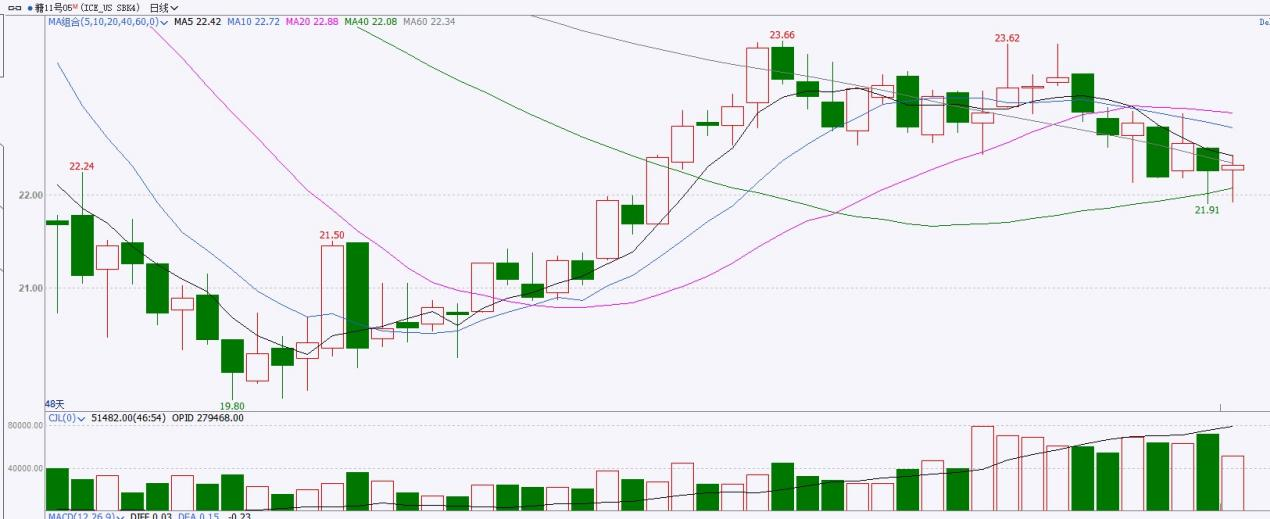 糖11号05M (ICE_US SBK4) 日线
MA组合(5,10,20,40,60,0) MA5 22.42 MA10 22.72 MA20 22.88 MA40 22.08 MA60 22.34
23.66
23.62
22.24
22.00
21.91
21.50
21.00
19.80
48天
CJL(0) 51482.00(46:54) OPID 279468.00
80000.00
40000.00
MACD(12,26,9) DIFF 0.03 DEA 0.15 -0.23